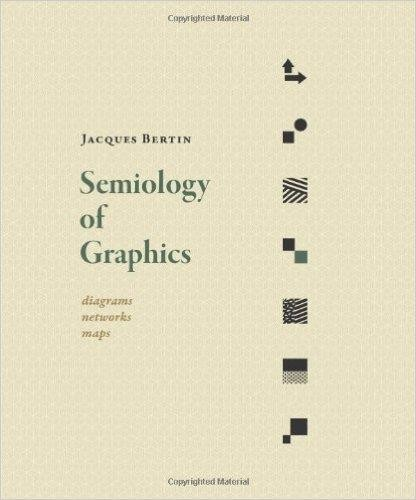 Copyrighted Material
JACQUES BERTIN
Semiology
of
Graphics
diagrams
networks
maps
Copyrighted Material